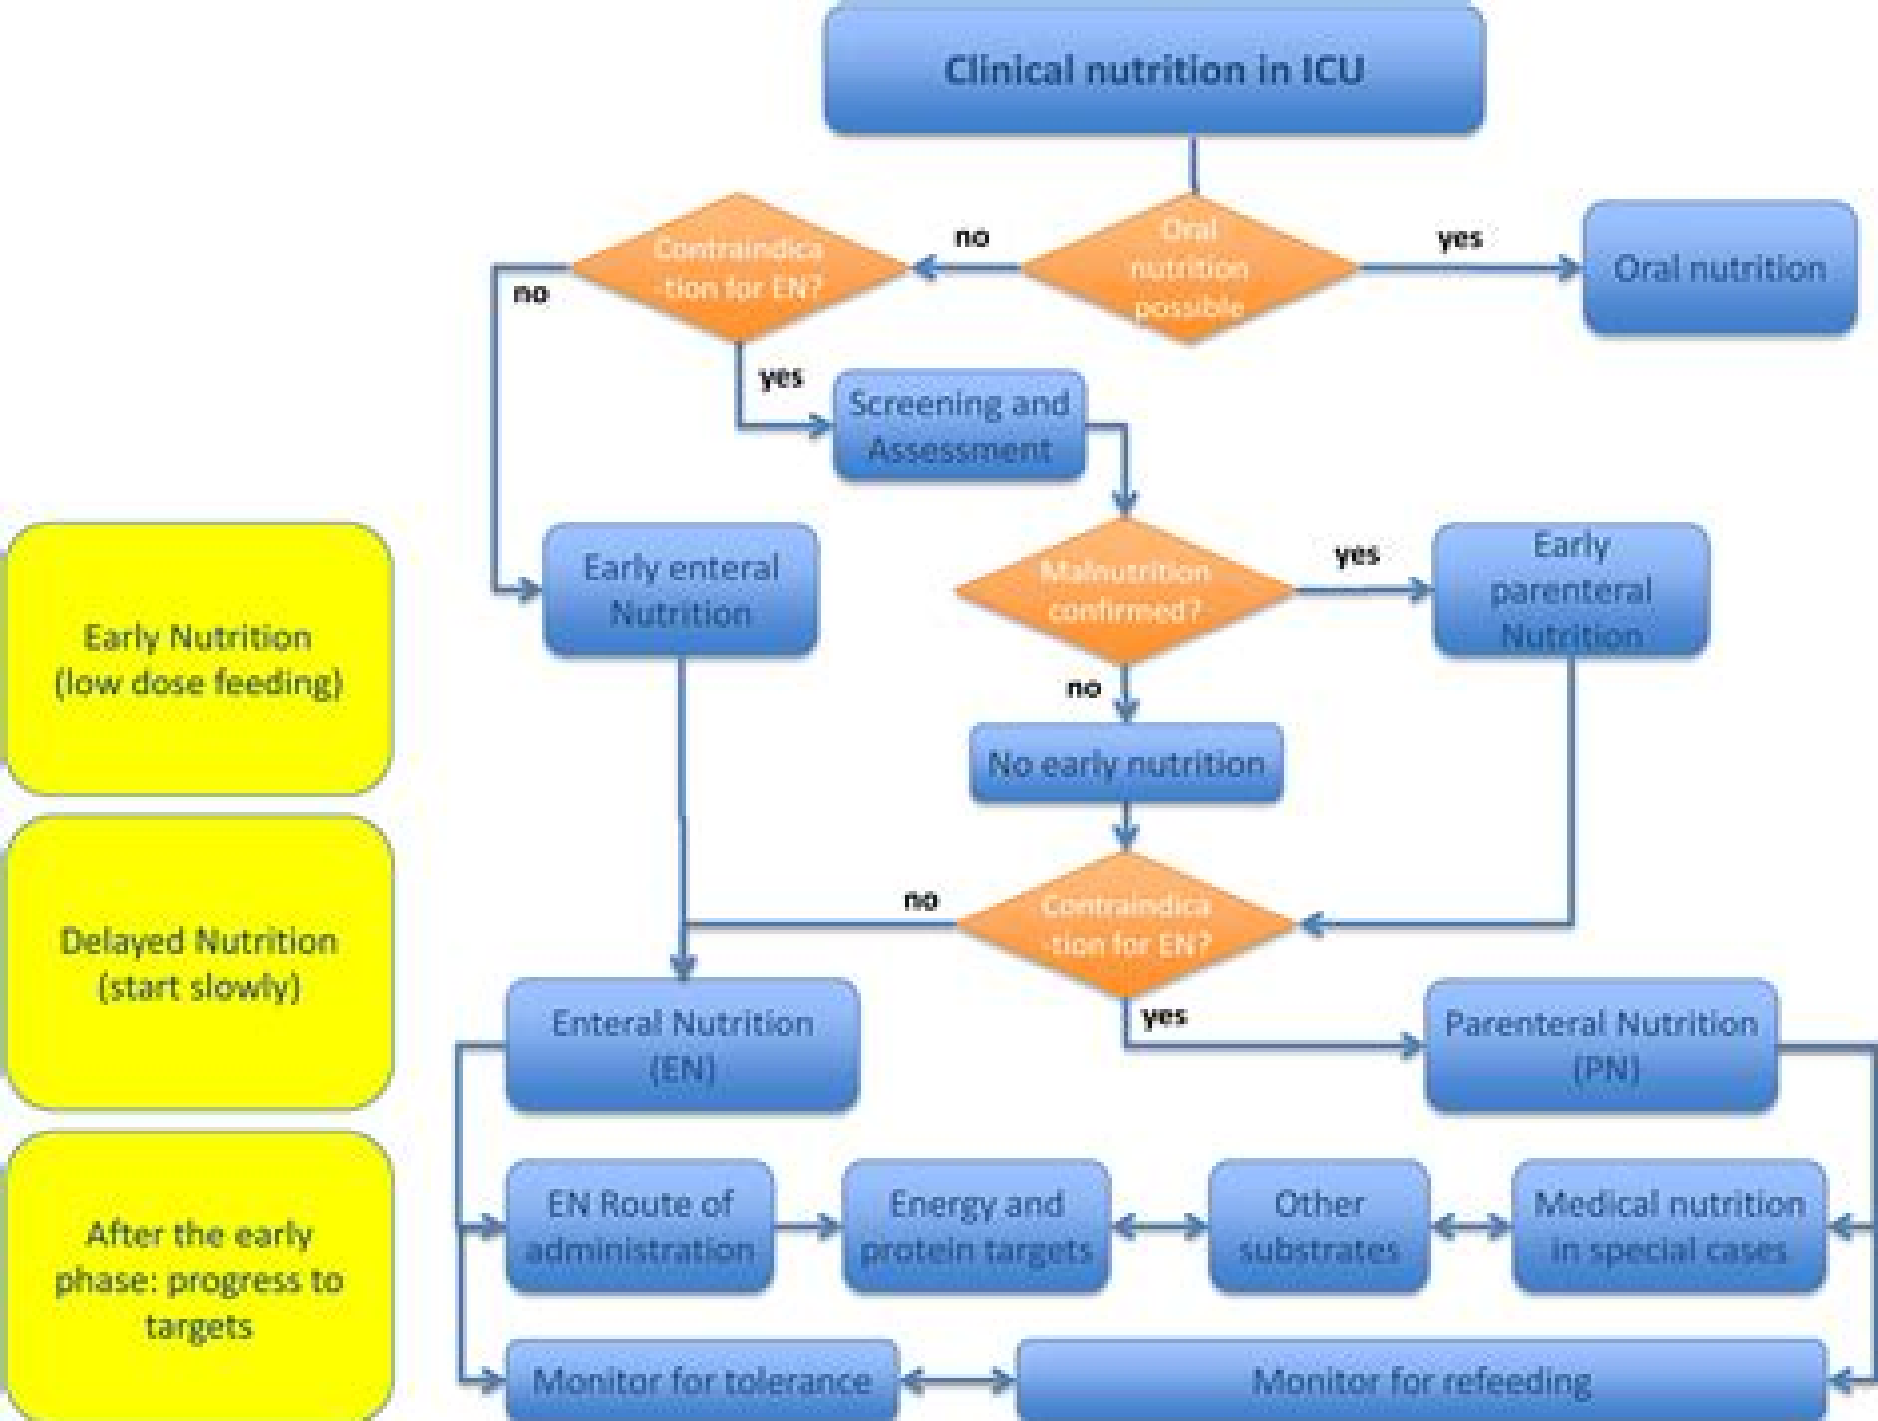 Clinical nutrition in ICU
Contraindica
-tion for EN?
no
Oral
nutrition
possible
yes
Oral nutrition
no
yes
Screening and
Assessment
Early Nutrition
(low dose feeding)
Early enteral
Nutrition
Malnutrition
confirmed?
yes
Early
parenteral
Nutrition
no
No early nutrition
Delayed Nutrition
(start slowly)
no
Contraindica
-tion for EN?
yes
Enteral Nutrition
(EN)
Parenteral Nutrition
(PN)
After the early
phase: progress to
targets
EN Route of
administration
Energy and
protein targets
Other
substrates
Medical nutrition
in special cases
Monitor for tolerance
Monitor for refeeding